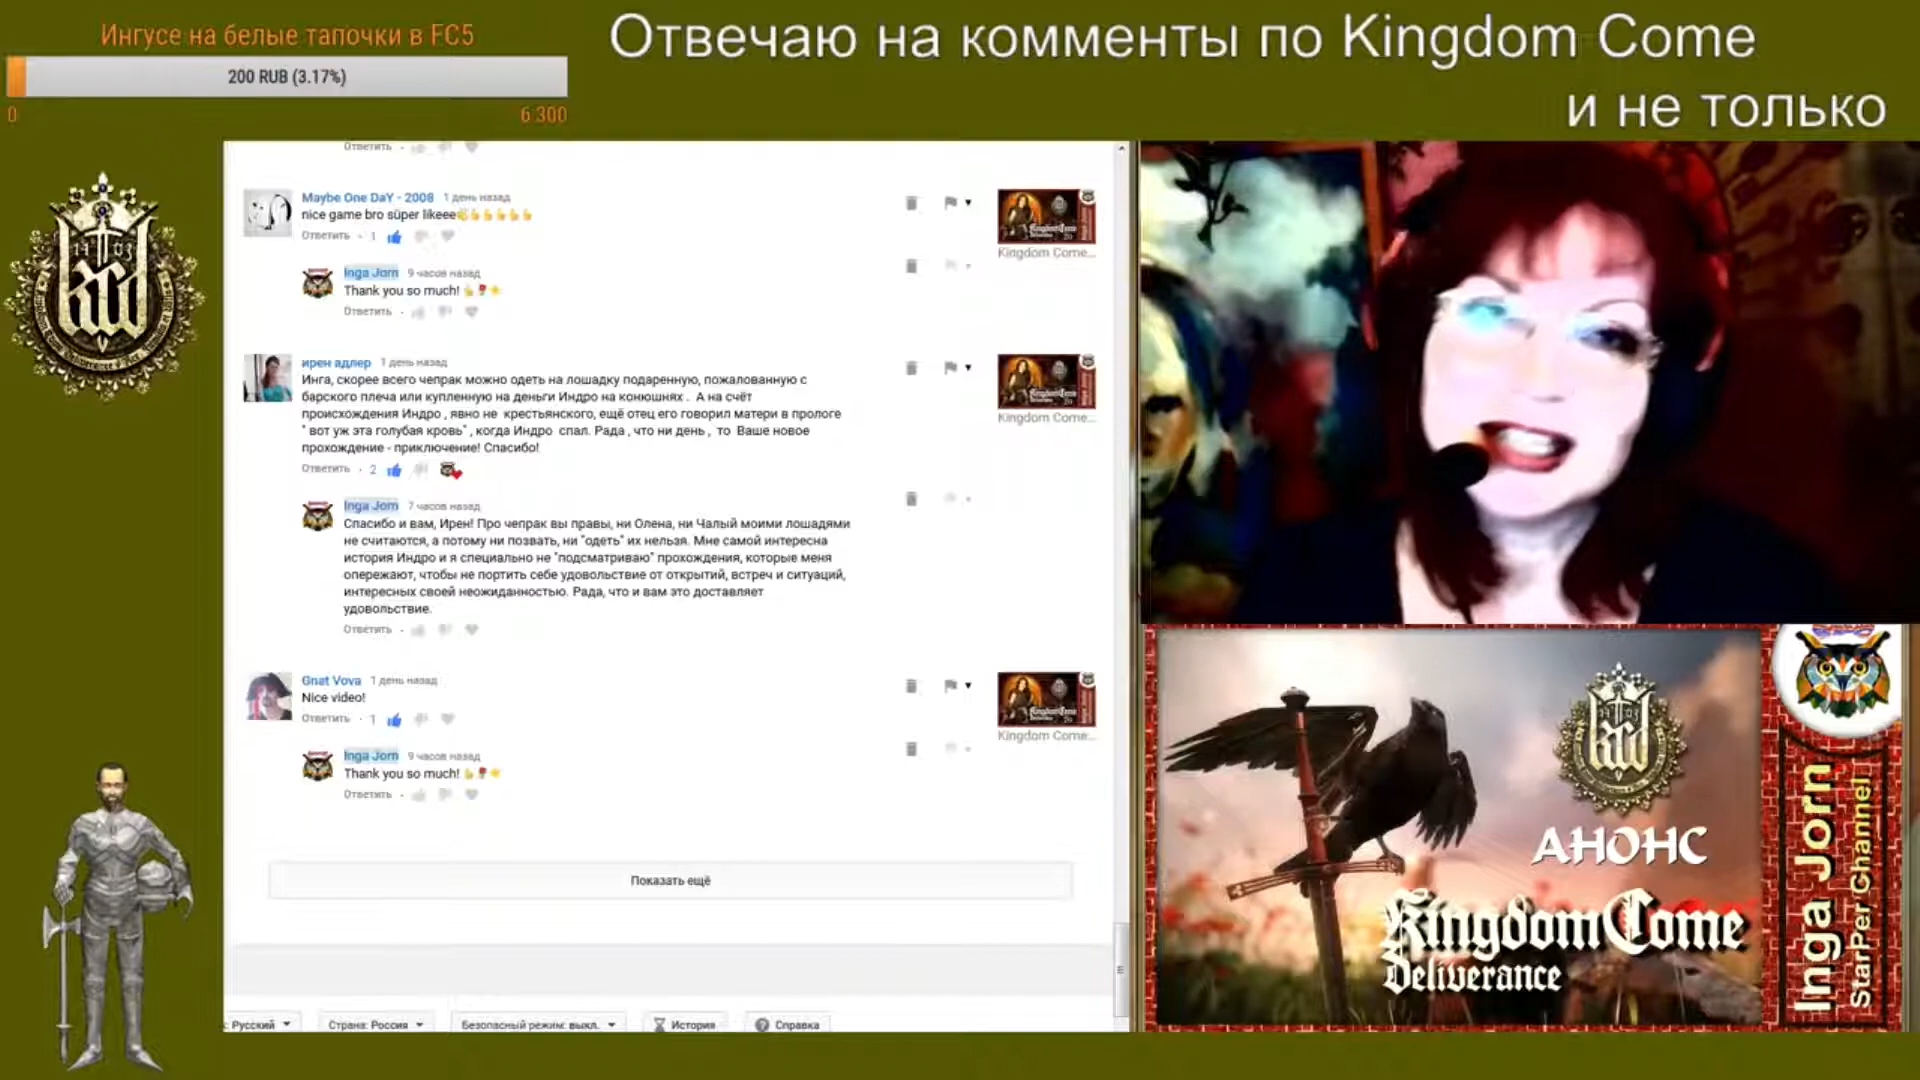 Ингусе на белые тапочки в FC5
200 RUB (3.17%)
0
6 300
Отвечаю на комменты по Kingdom Come
и не только
Ответить
Maybe One DaY - 2008 1 день назад
nice game bro süper likeee
Ответить · 1
Kingdom Come...
Inga Jorn 9 часов назад
Thank you so much!
Ответить
ирен адлер 1 день назад
Инга, скорее всего чепрак можно одеть на лошадку подаренную, пожалованную с
барского плеча или купленную на деньги Индро на конюшнях . А на счёт
происхождения Индро , явно не крестьянского, ещё отец его говорил матери в прологе
" вот уж эта голубая кровь" , когда Индро спал. Рада , что ни день , то Ваше новое
прохождение - приключение! Спасибо!
Ответить · 2
Kingdom Come...
Inga Jorn 7 часов назад
Спасибо и вам, Ирен! Про чепрак вы правы, ни Олена, ни Чалый моими лошадями
не считаются, а потому ни позвать, ни "одеть" их нельзя. Мне самой интересна
история Индро и я специально не "подсматриваю" прохождения, которые меня
опережают, чтобы не портить себе удовольствие от открытий, встреч и ситуаций,
интересных своей неожиданностью. Рада, что и вам это доставляет
удовольствие.
Ответить
Gnat Vova 1 день назад
Nice video!
Ответить · 1
Kingdom Come...
Inga Jorn 9 часов назад
Thank you so much!
Ответить
Показать ещё
: Русский
Страна: Россия
Безопасный режим: выкл.
История
Справка
АНОНС
Kingdom Come
Deliverance
Inga Jorn
StarPer Channel